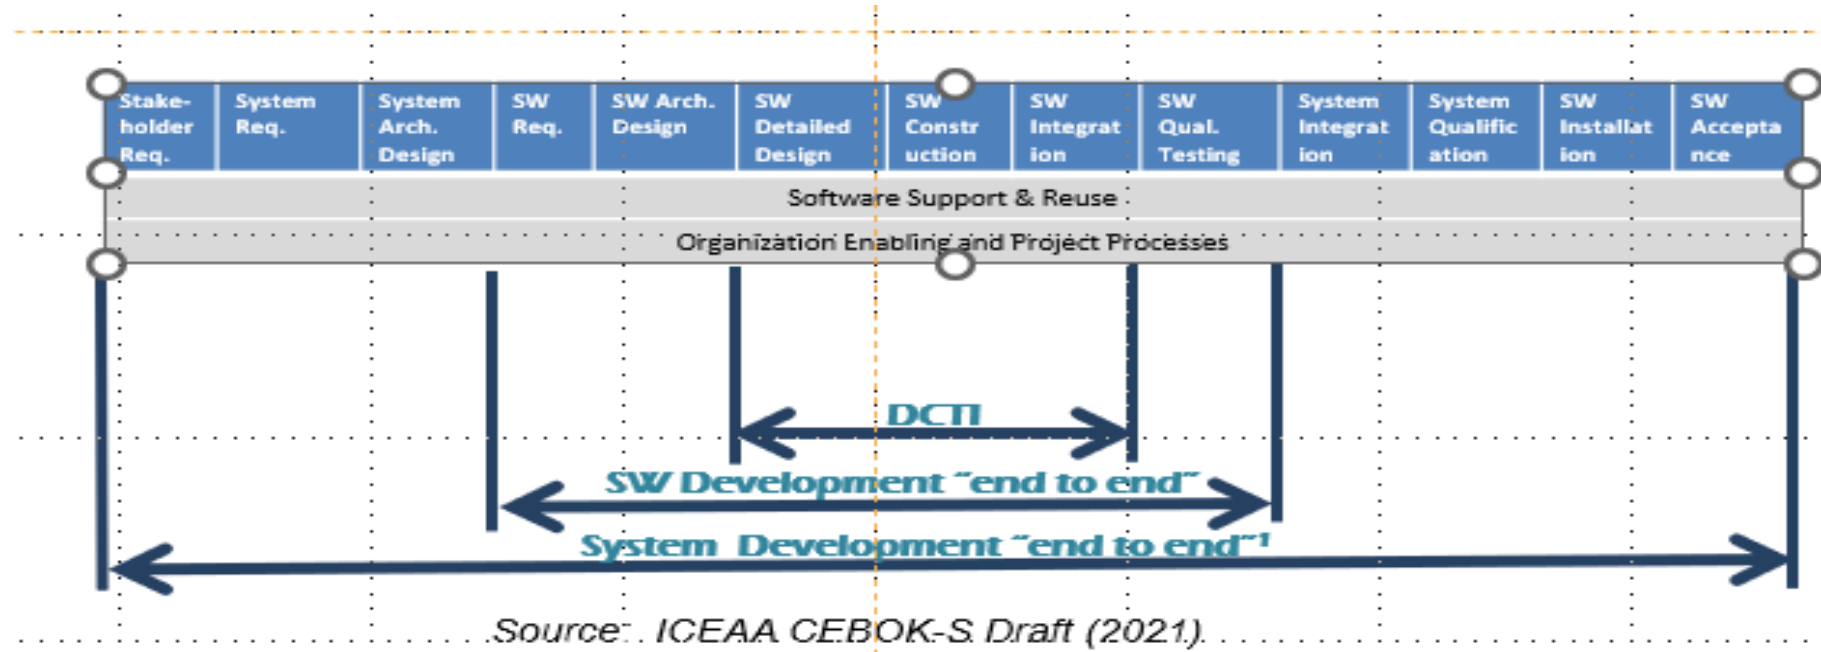 Stake-
holder
Req.
System
Req.
System
Arch.
Design
SW
Req.
SW Arch.
Design
SW
Detailed
Design
SW
Constr
uction
SW
Integrat
ion
SW
Qual.
Testing
System
Integrat
ion
System
Qualific
ation
SW
Installat
ion
SW
Accepta
nce
Software Support & Reuse
Organization Enabling and Project Processes
DCTI
SW Development “end to end”
System Development “end to end”1
Source: ICEAA CEBOK-S Draft (2021)